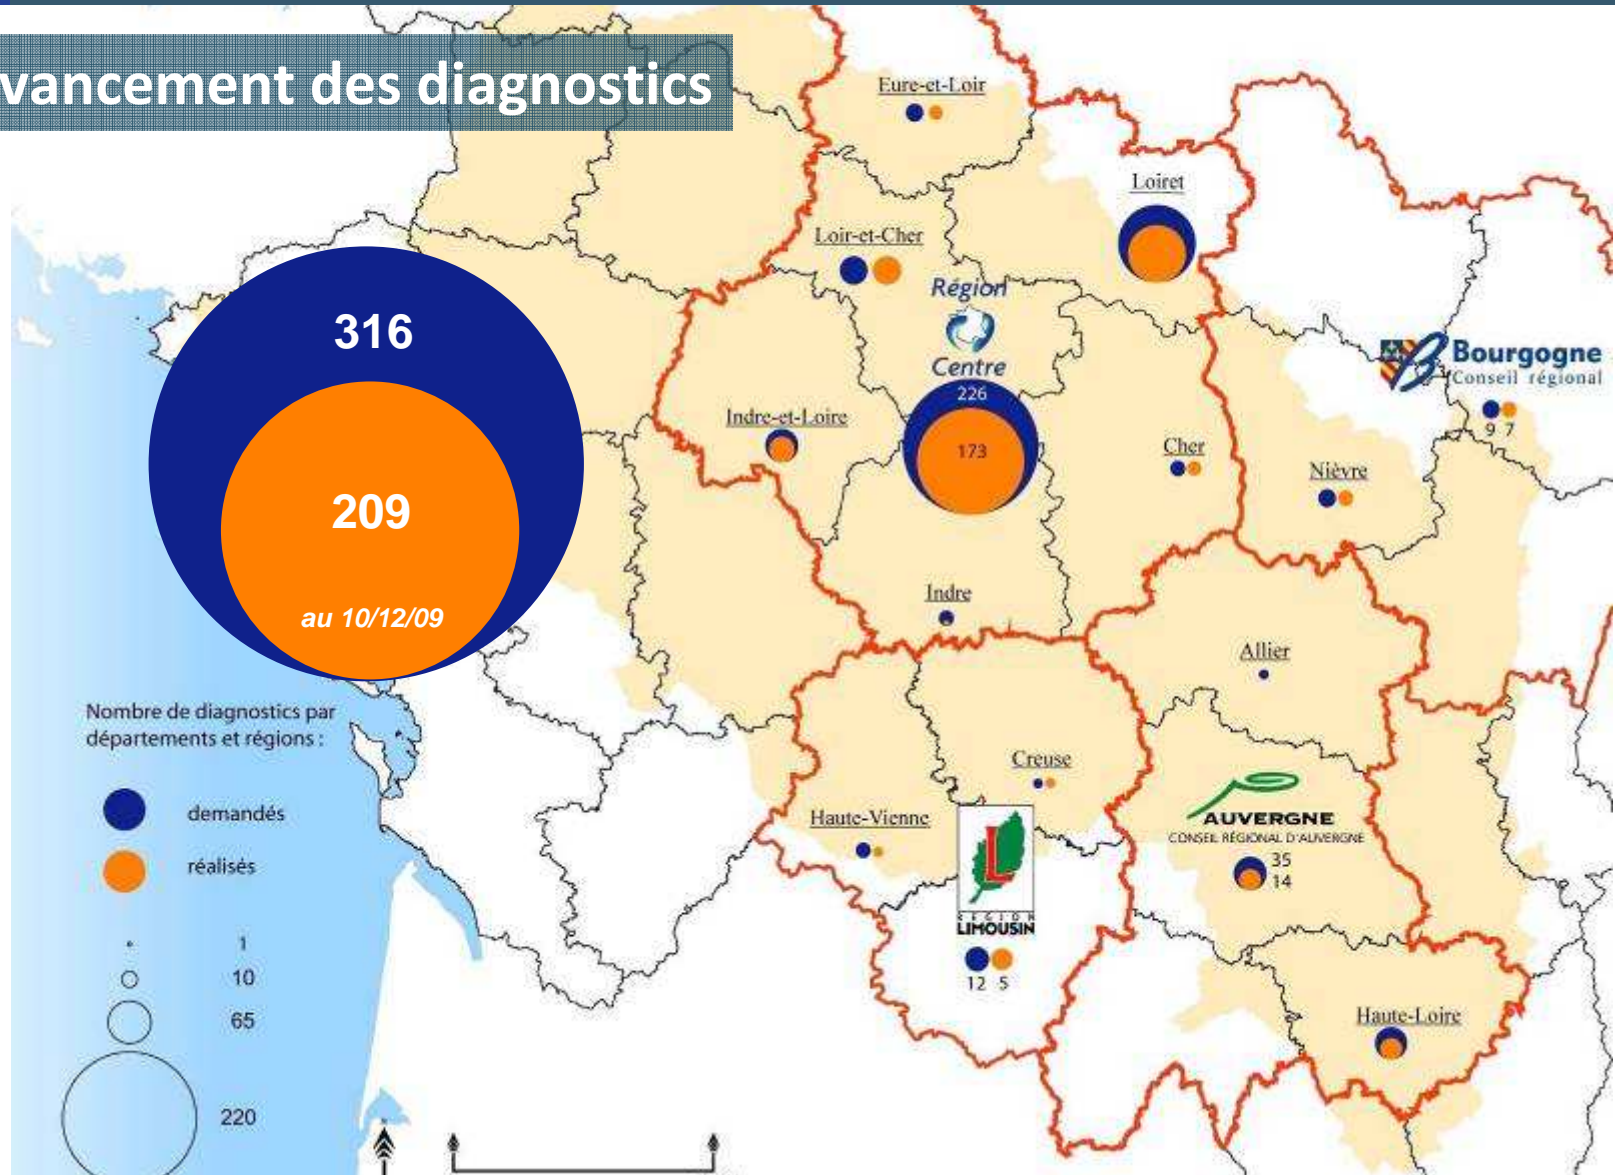 vancement des diagnostics
Eure-et-Loir
Loiret
Loir-et-Cher
Région
Centre
226
173
316
209
au 10/12/09
Bourgogne
Conseil régional
9 7
Indre-et-Loire
Cher
Nièvre
Indre
Allier
Nombre de diagnostics par
départements et régions :
demandés
réalisés
1
10
65
220
Creuse
Haute-Vienne
REGION
LIMOUSIN
12 5
AUVERGNE
CONSEIL RÉGIONAL D'AUVERGNE
35
14
Haute-Loire